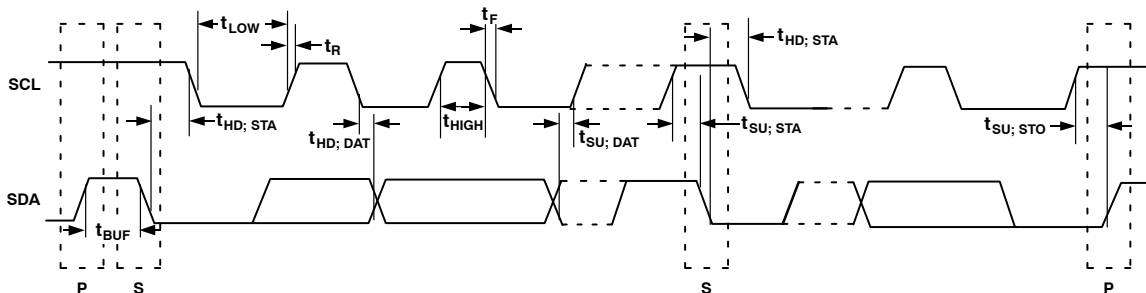 tLOW
tR
tF
tHD; STA
SCL
tHD; STA
tHD; DAT
tHIGH
tSU; DAT
tSU; STA
tSU; STO
SDA
tBUF
P
S
S
P